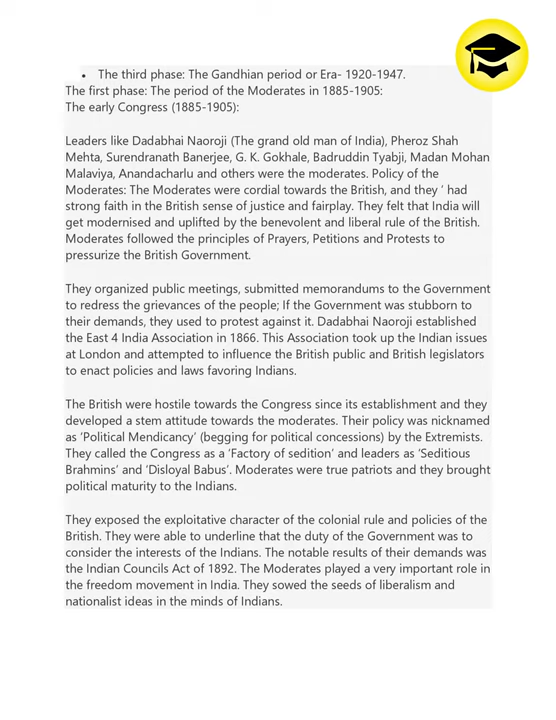 • The third phase: The Gandhian period or Era- 1920-1947.
The first phase: The period of the Moderates in 1885-1905:
The early Congress (1885-1905):
Leaders like Dadabhai Naoroji (The grand old man of India), Pheroz Shah
Mehta, Surendranath Banerjee, G. K. Gokhale, Badruddin Tyabji, Madan Mohan
Malaviya, Anandacharlu and others were the moderates. Policy of the
Moderates: The Moderates were cordial towards the British, and they ‘ had
strong faith in the British sense of justice and fairplay. They felt that India will
get modernised and uplifted by the benevolent and liberal rule of the British.
Moderates followed the principles of Prayers, Petitions and Protests to
pressurize the British Government.
They organized public meetings, submitted memorandums to the Government
to redress the grievances of the people; If the Government was stubborn to
their demands, they used to protest against it. Dadabhai Naoroji established
the East 4 India Association in 1866. This Association took up the Indian issues
at London and attempted to influence the British public and British legislators
to enact policies and laws favoring Indians.
The British were hostile towards the Congress since its establishment and they
developed a stem attitude towards the moderates. Their policy was nicknamed
as ‘Political Mendicancy’ (begging for political concessions) by the Extremists.
They called the Congress as a ‘Factory of sedition’ and leaders as ‘Seditious
Brahmins’ and ‘Disloyal Babus’. Moderates were true patriots and they brought
political maturity to the Indians.
They exposed the exploitative character of the colonial rule and policies of the
British. They were able to underline that the duty of the Government was to
consider the interests of the Indians. The notable results of their demands was
the Indian Councils Act of 1892. The Moderates played a very important role in
the freedom movement in India. They sowed the seeds of liberalism and
nationalist ideas in the minds of Indians.